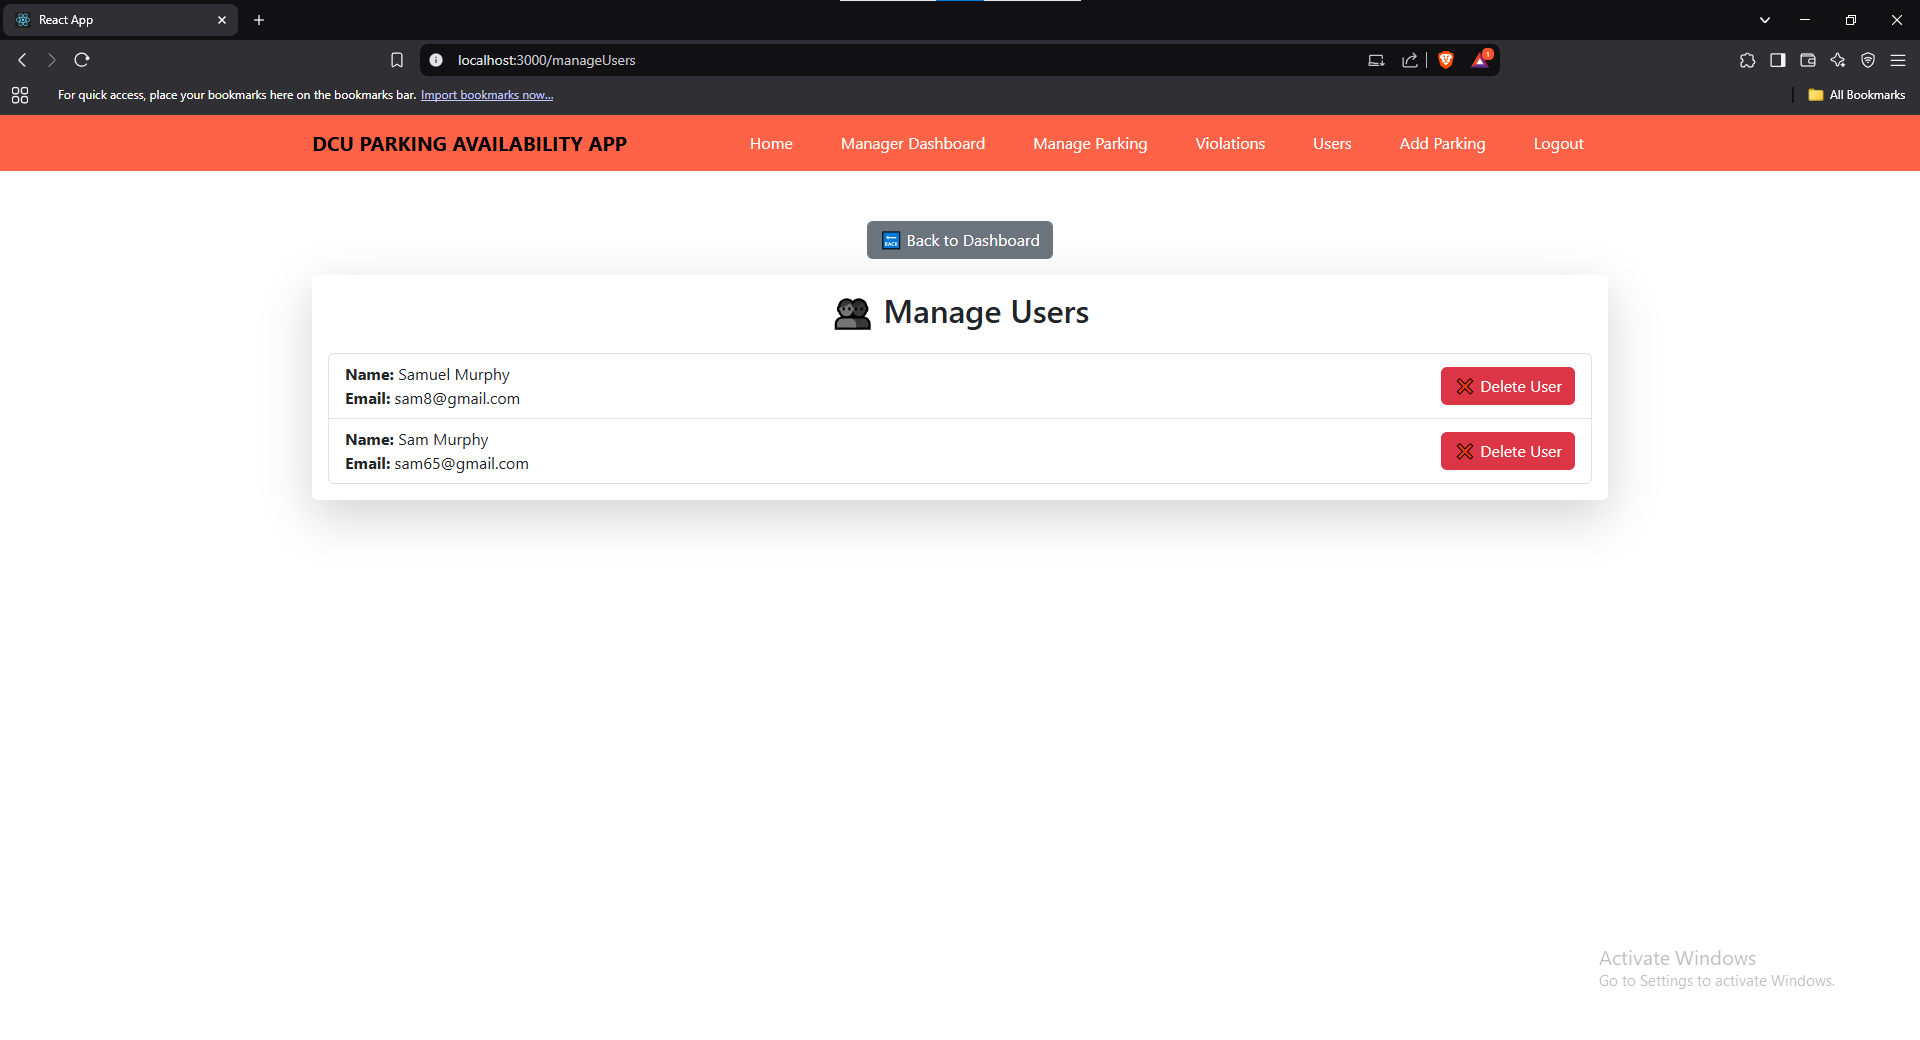 React App
localhost:3000/manageUsers
1
For quick access, place your bookmarks here on the bookmarks bar. Import bookmarks now...
All Bookmarks
DCU PARKING AVAILABILITY APP Home Manager Dashboard Manage Parking Violations Users Add Parking Logout
BACK Back to Dashboard
Manage Users
Name: Samuel Murphy
Email: sam8@gmail.com
Delete User
Name: Sam Murphy
Email: sam65@gmail.com
Delete User
Activate Windows
Go to Settings to activate Windows.